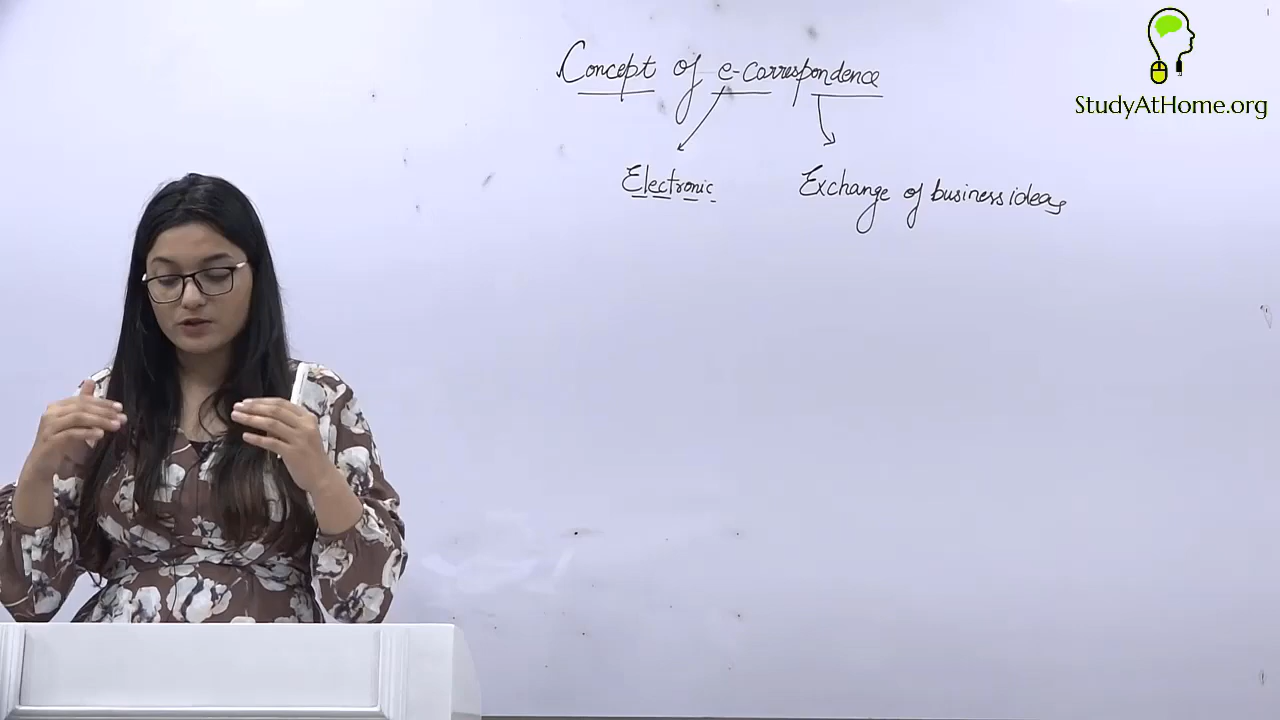 StudyAtHome.org
Concept of e-correspondence
Electronic
Exchange of business ideas